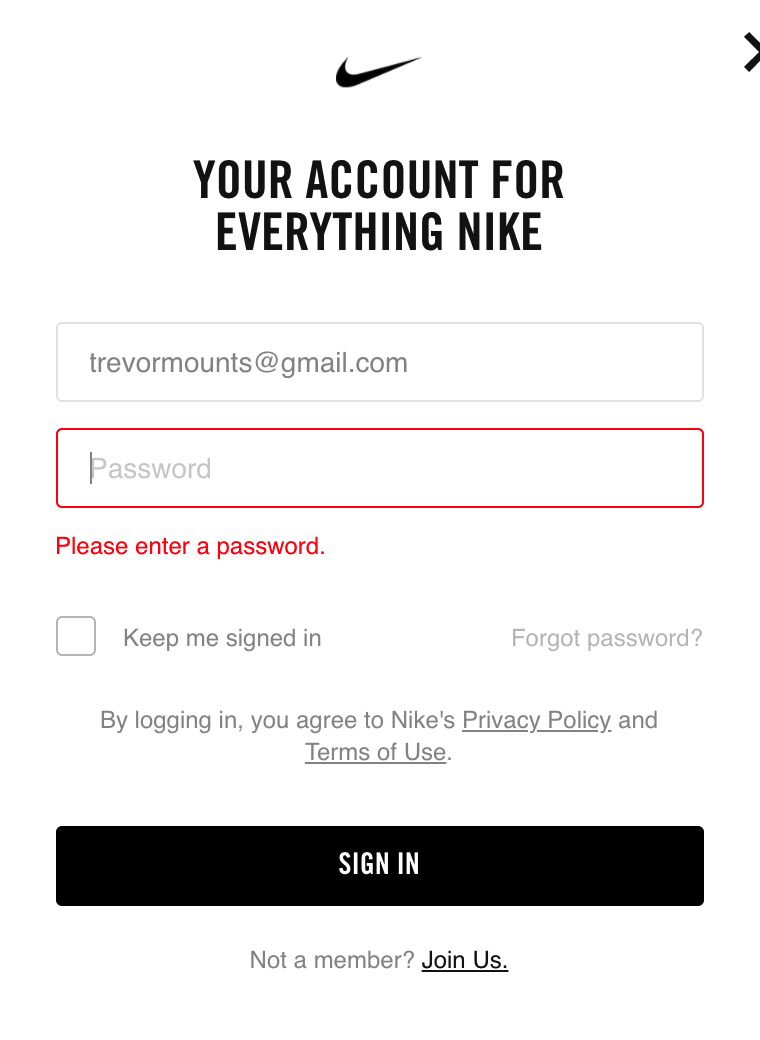 YOUR ACCOUNT FOR
EVERYTHING NIKE
trevormounts@gmail.com
Password
Please enter a password.
Keep me signed in
Forgot password?
By logging in, you agree to Nike's Privacy Policy and
Terms of Use.
SIGN IN
Not a member? Join Us.